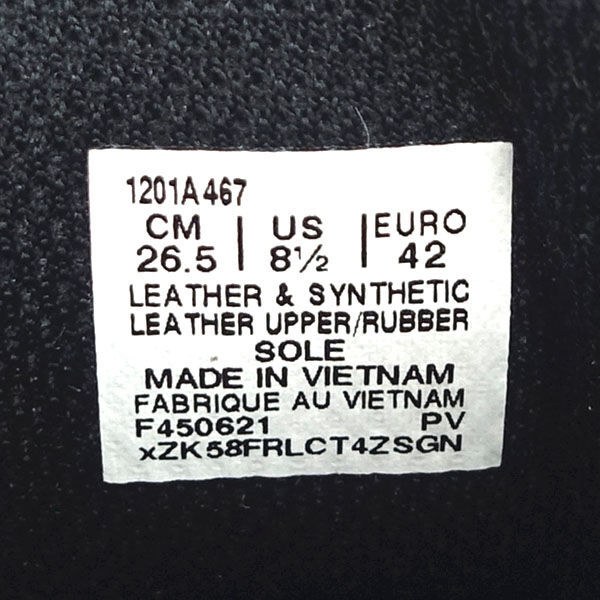 1201A467
CM | US | EURO
26.5 | 8½ | 42
LEATHER & SYNTHETIC
LEATHER UPPER/RUBBER
SOLE
MADE IN VIETNAM
FABRIQUE AU VIETNAM
F450621 PV
xZK58FRLCT4ZSGN